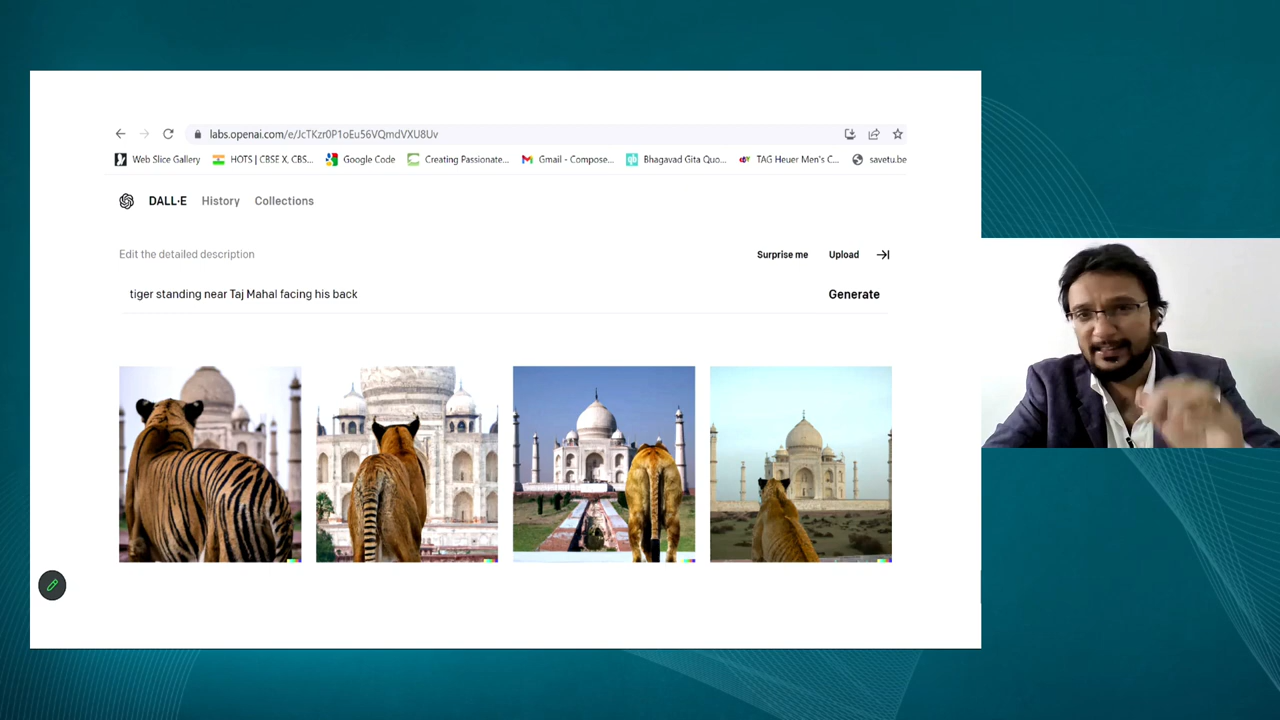 labs.openai.com/e/JcTKzr0P1oEu56VQmdVXU8Uv
Web Slice Gallery HOTS | CBSE X, CBS... Google Code Creating Passionate... Gmail - Compose... Bhagavad Gita Quo... TAG Heuer Men's C... savetu.be
DALL·E History Collections
Edit the detailed description Surprise me Upload
tiger standing near Taj Mahal facing his back Generate